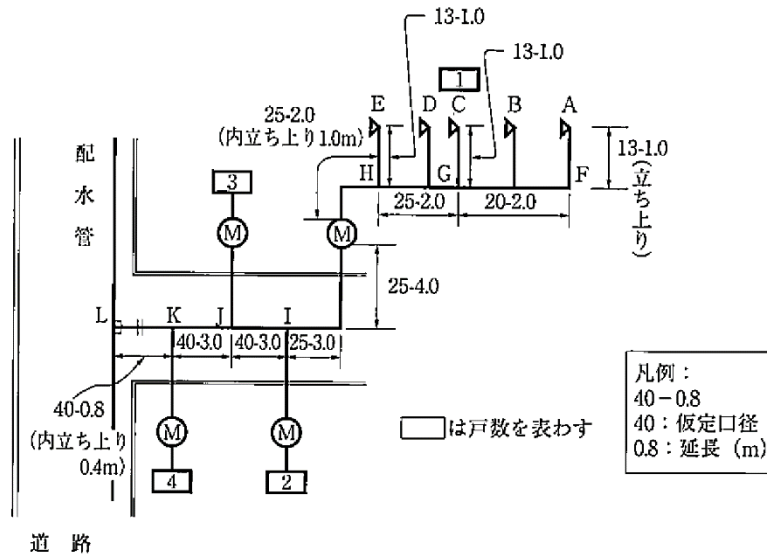 13-1.0
13-1.0
1
E
D
C
B
A
25-2.0
(内立ち上り1.0m)
配水管
3
H
G
F
13-1.0
(立ち上り)
25-2.0
20-2.0
M
M
25-4.0
L
K
J
I
40-3.0
40-3.0
25-3.0
40-0.8
(内立ち上り
0.4m)
M
M
4
2
は戸数を表わす
凡例:
40-0.8
40:仮定口径
0.8:延長(m)
道路